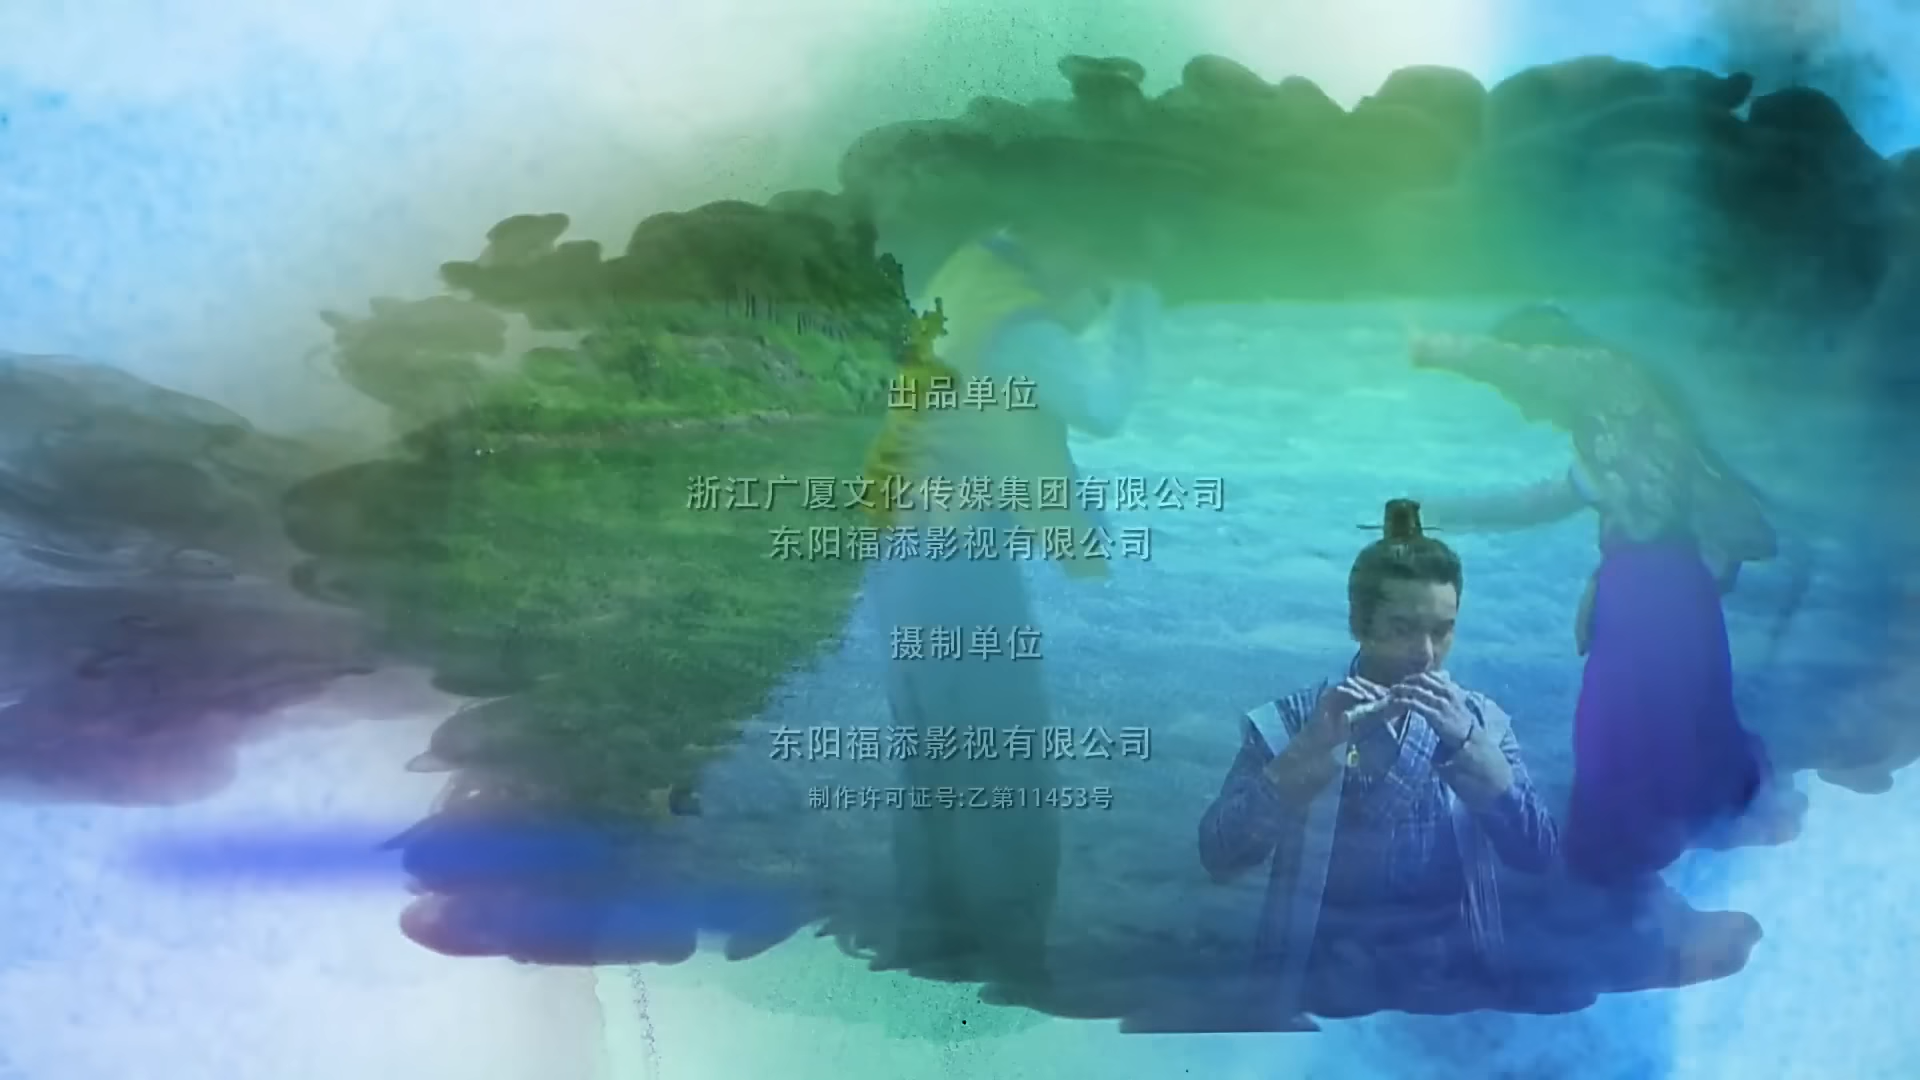 出品单位
浙江广厦文化传媒集团有限公司
东阳福添影视有限公司
摄制单位
东阳福添影视有限公司
制作许可证号:乙第11453号